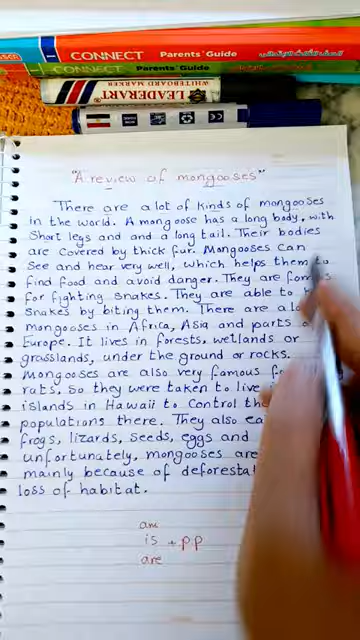 CONNECT Parents' Guide
CONNECT Parents' Guide
LEADERART WHITEBOARD MARKER
"A review of mongooses"
There are a lot of kinds of mongooses
in the world. A mongoose has a long body, with
short legs and and a long tail. Their bodies
are covered by thick fur. Mongooses can
see and hear very well, which helps them to
find food and avoid danger. They are
for fighting snakes. They are able to
snakes by biting them. There are a
mongooses in Africa, Asia and parts
Europe. It lives in forests, wetlands or
grasslands, under the ground or rocks.
Mongooses are also very famous
rats. So they were taken to live
islands in Hawaii to control the
populations there. They also
frogs, lizards, seeds, eggs and
unfortunately, mongooses are
mainly because of
loss of habitat.
am
is + p.p
are